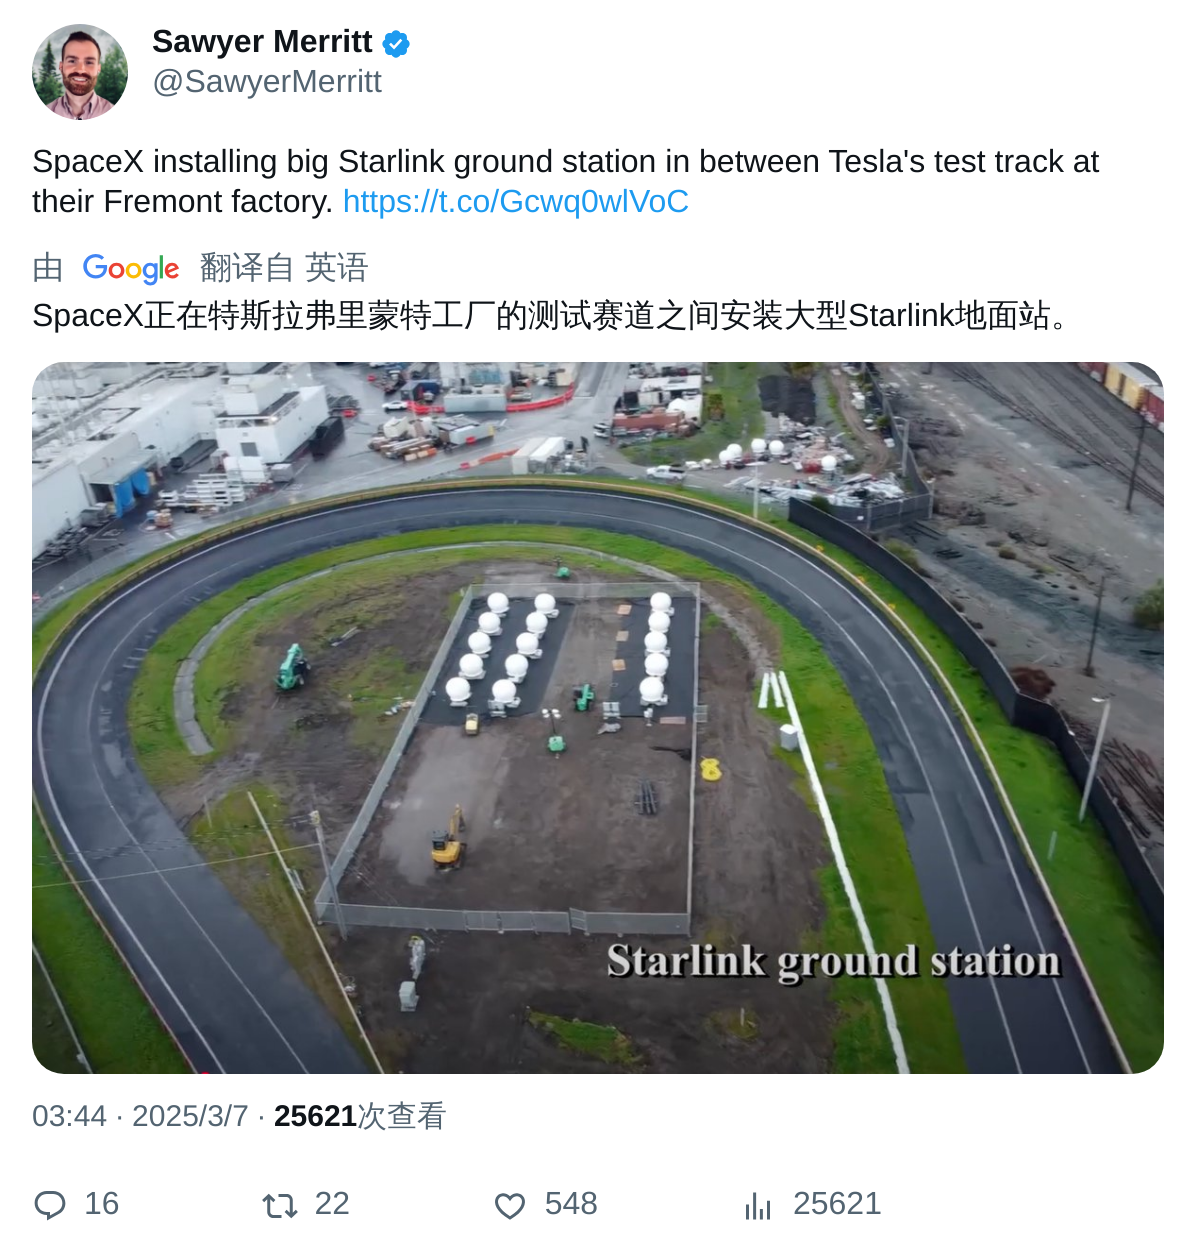 Sawyer Merritt
@SawyerMerritt
SpaceX installing big Starlink ground station in between Tesla's test track at
their Fremont factory. https://t.co/Gcwq0wlVoC
由 Google 翻译自 英语
SpaceX正在特斯拉弗里蒙特工厂的测试赛道之间安装大型Starlink地面站。
Starlink ground station
03:44 · 2025/3/7 · 25621次查看
16 22 548 25621